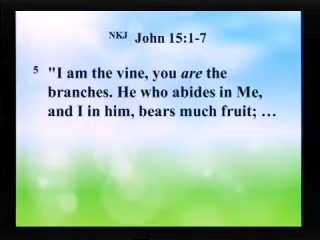 NKJ John 15:1-7
5 "I am the vine, you are the
branches. He who abides in Me,
and I in him, bears much fruit; …